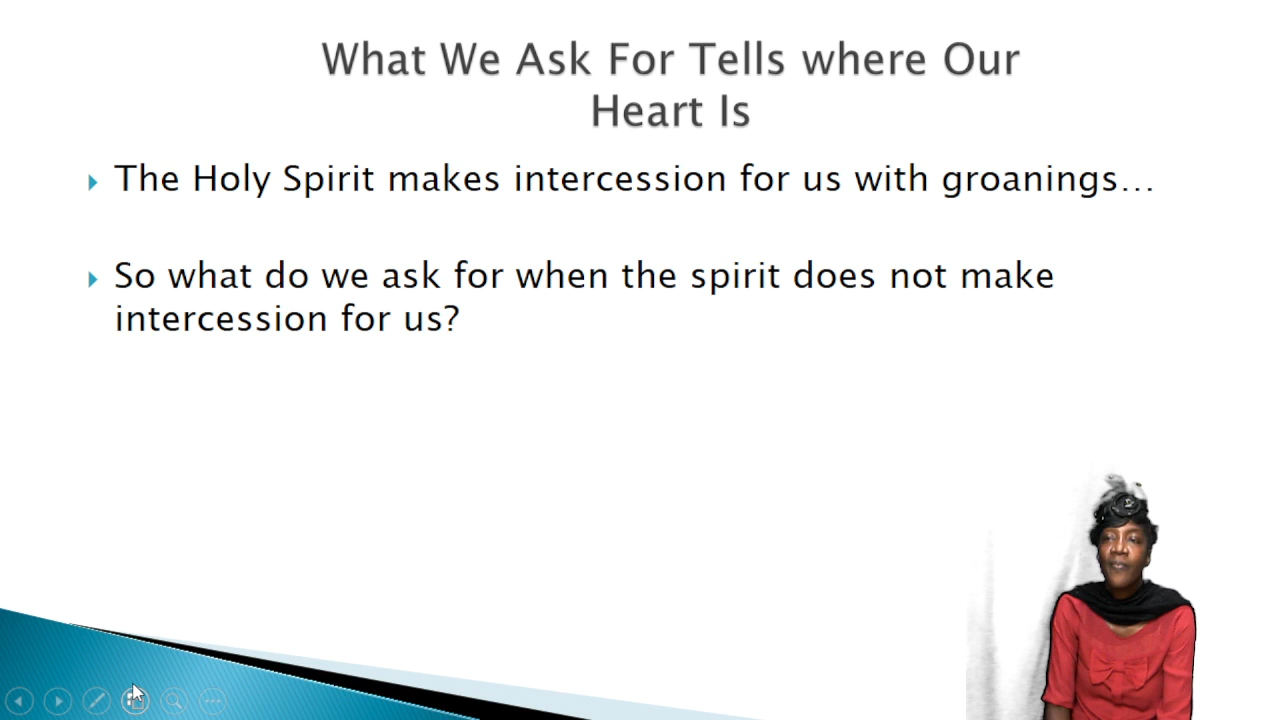 What We Ask For Tells where Our
Heart Is
The Holy Spirit makes intercession for us with groanings…
So what do we ask for when the spirit does not make
intercession for us?